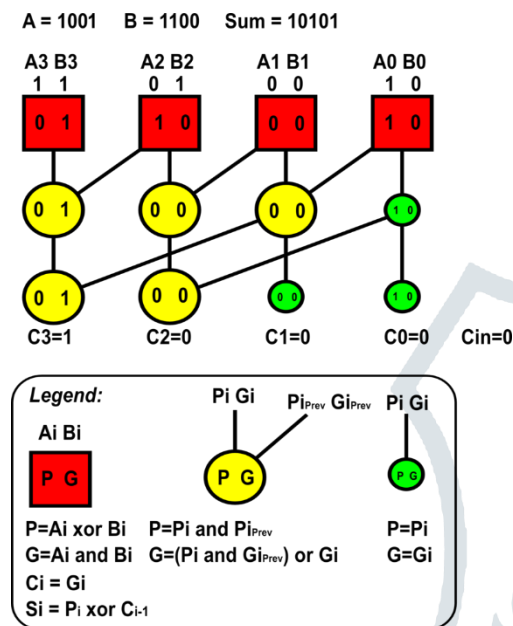 A = 1001 B = 1100 Sum = 10101
A3 B3 A2 B2 A1 B1 A0 B0
1 1 0 1 0 0 1 0
0 1 1 0 0 0 1 0
0 1 0 0 0 0 1 0
0 1 0 0 0 0 1 0
C3=1 C2=0 C1=0 C0=0 Cin=0
Legend:
Pi Gi PiPrev GiPrev Pi Gi
Ai Bi
P G P G P G
P=Ai xor Bi P=Pi and PiPrev P=Pi
G=Ai and Bi G=(Pi and GiPrev) or Gi G=Gi
Ci = Gi
Si = Pi xor Ci-1